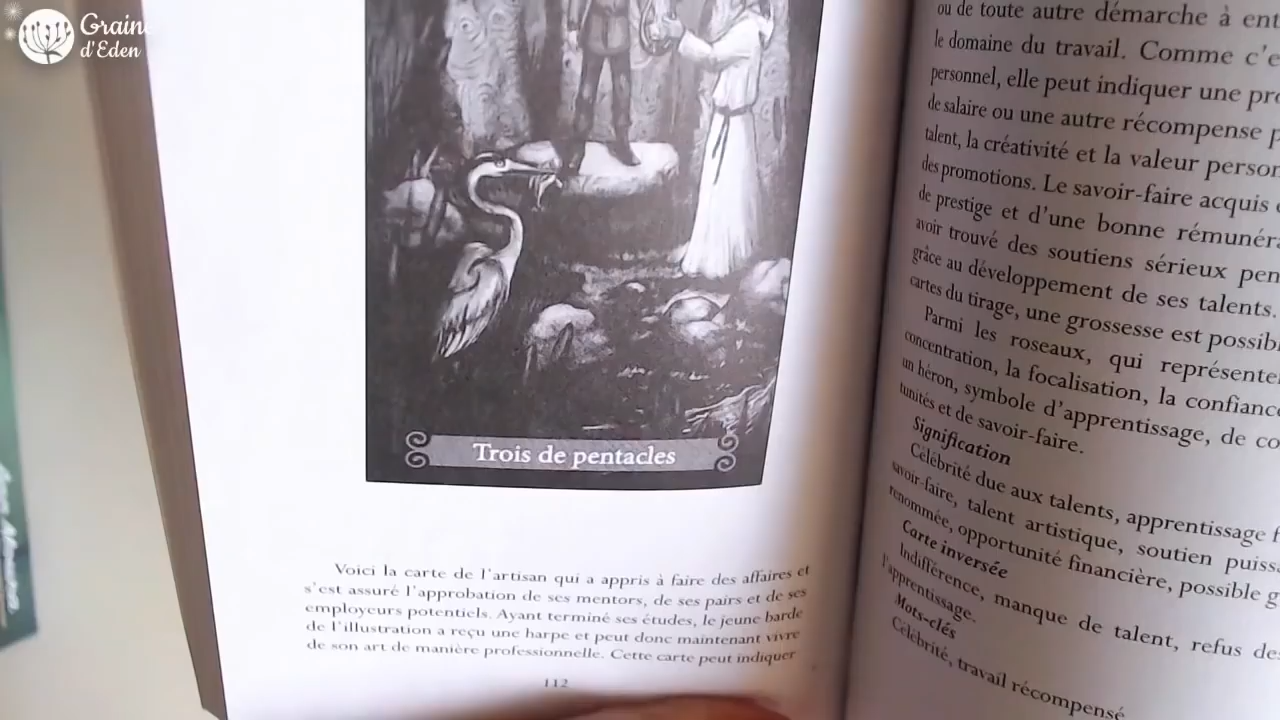 Graine
d'Eden
Trois de pentacles
Voici la carte de l'artisan qui a appris à faire des affaires et
s'est assuré l'approbation de ses mentors, de ses pairs et de ses
employeurs potentiels. Ayant terminé ses études, le jeune barde
de l'illustration a reçu une harpe et peut donc maintenant vivre
de son art de manière professionnelle. Cette carte peut indiquer
112
ou de toute autre démarche à
le domaine du travail. Comme
personnel, elle peut indiquer une
de salaire ou une autre récompense
talent, la créativité et la valeur
des promotions. Le savoir-faire acquis
de prestige et d'une bonne
avoir trouvé des soutiens sérieux
grâce au développement de ses talents.
cartes du tirage, une grossesse est
Parmi les roseaux, qui
concentration, la focalisation, la
un héron, symbole d'apprentissage, de
tunités et de savoir-faire.
Signification
Célébrité due aux talents, apprentissage
savoir-faire, talent artistique, soutien
renommée, opportunité financière, possible
Carte inversée
Indifférence, manque de talent, refus
l'apprentissage.
Mots-clés
Célébrité, travail récompensé